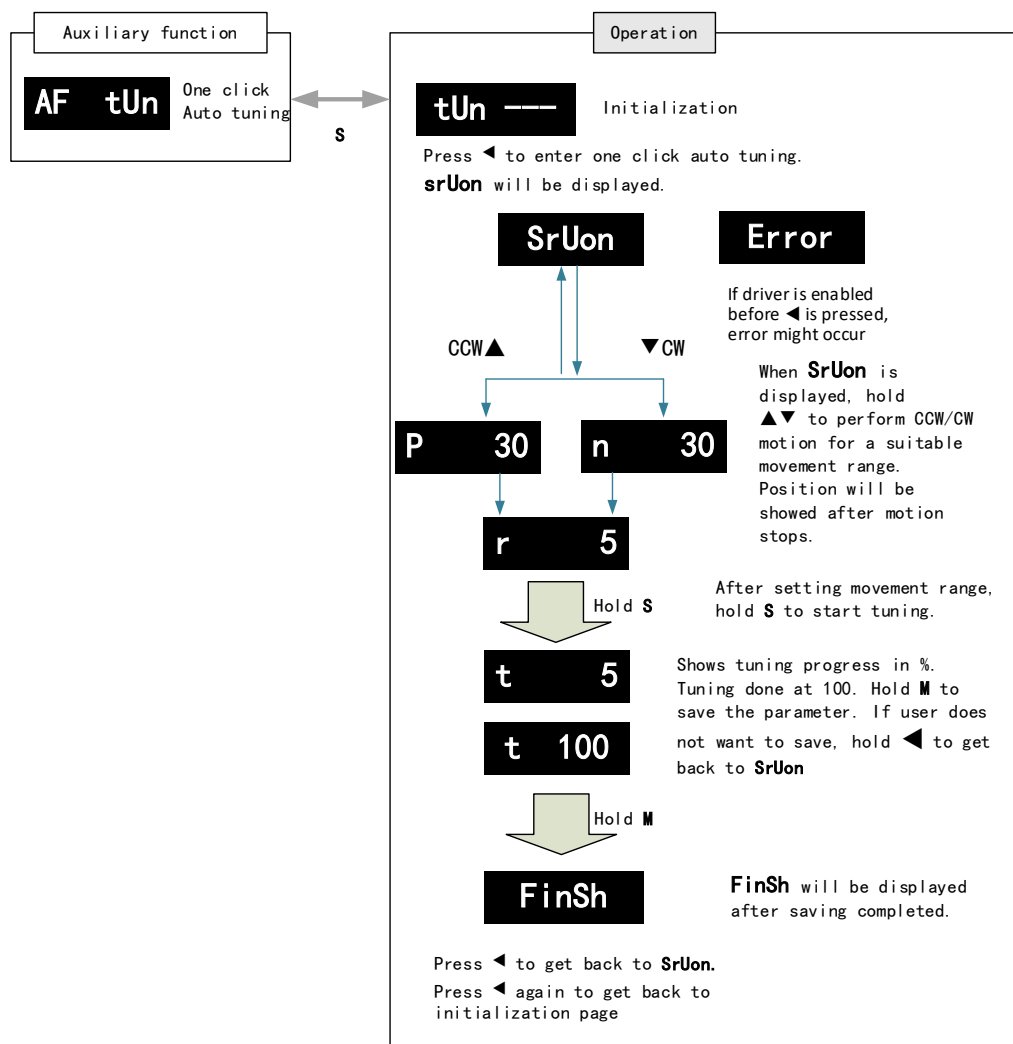 Auxiliary function
AF tUn
One click
Auto tuning
S
Operation
tUn ---
Initialization
Press ◀ to enter one click auto tuning.
srUon will be displayed.
SrUon
Error
If driver is enabled
before ◀ is pressed,
error might occur
CCW▲
▼CW
When SrUon is
displayed, hold
▲▼ to perform CCW/CW
motion for a suitable
movement range.
Position will be
showed after motion
stops.
P 30
n 30
r 5
Hold S
After setting movement range,
hold S to start tuning.
t 5
Shows tuning progress in %.
Tuning done at 100. Hold M to
save the parameter. If user does
not want to save, hold ◀ to get
back to SrUon
t 100
Hold M
FinSh
FinSh will be displayed
after saving completed.
Press ◀ to get back to SrUon.
Press ◀ again to get back to
initialization page